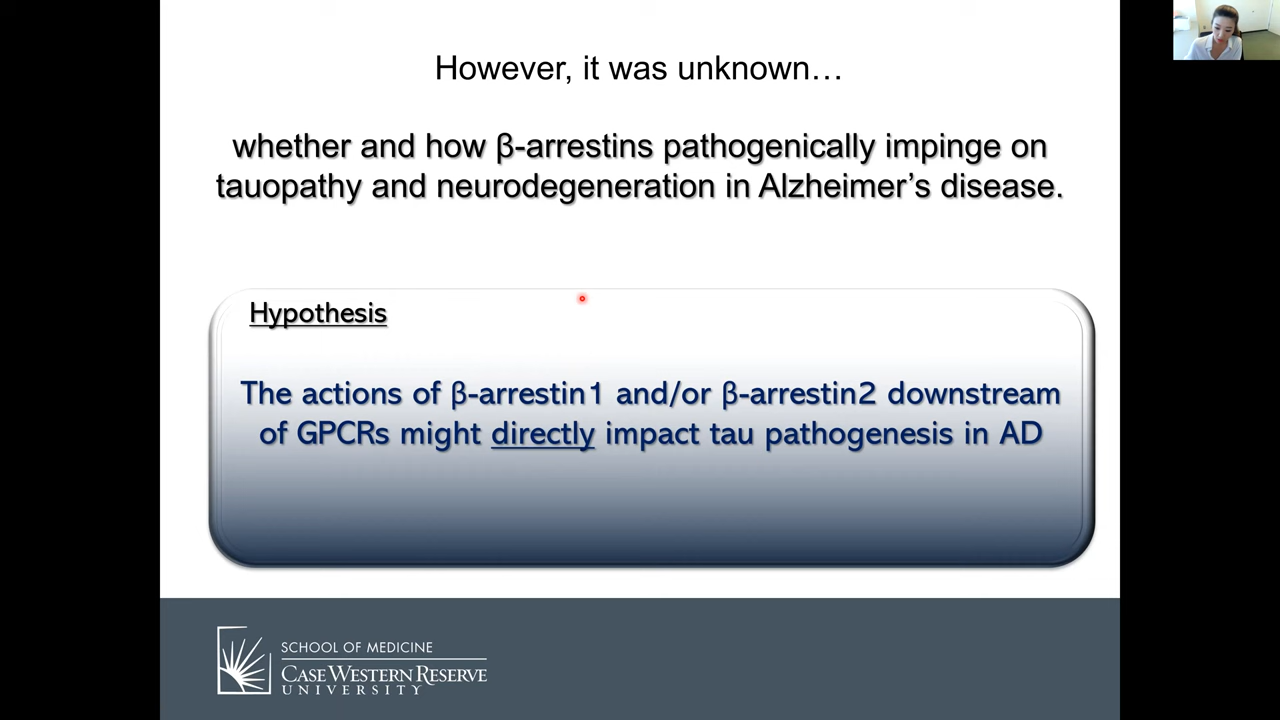 However, it was unknown…
whether and how β-arrestins pathogenically impinge on
tauopathy and neurodegeneration in Alzheimer’s disease.
Hypothesis
The actions of β-arrestin1 and/or β-arrestin2 downstream
of GPCRs might directly impact tau pathogenesis in AD
SCHOOL OF MEDICINE
CASE WESTERN RESERVE
UNIVERSITY